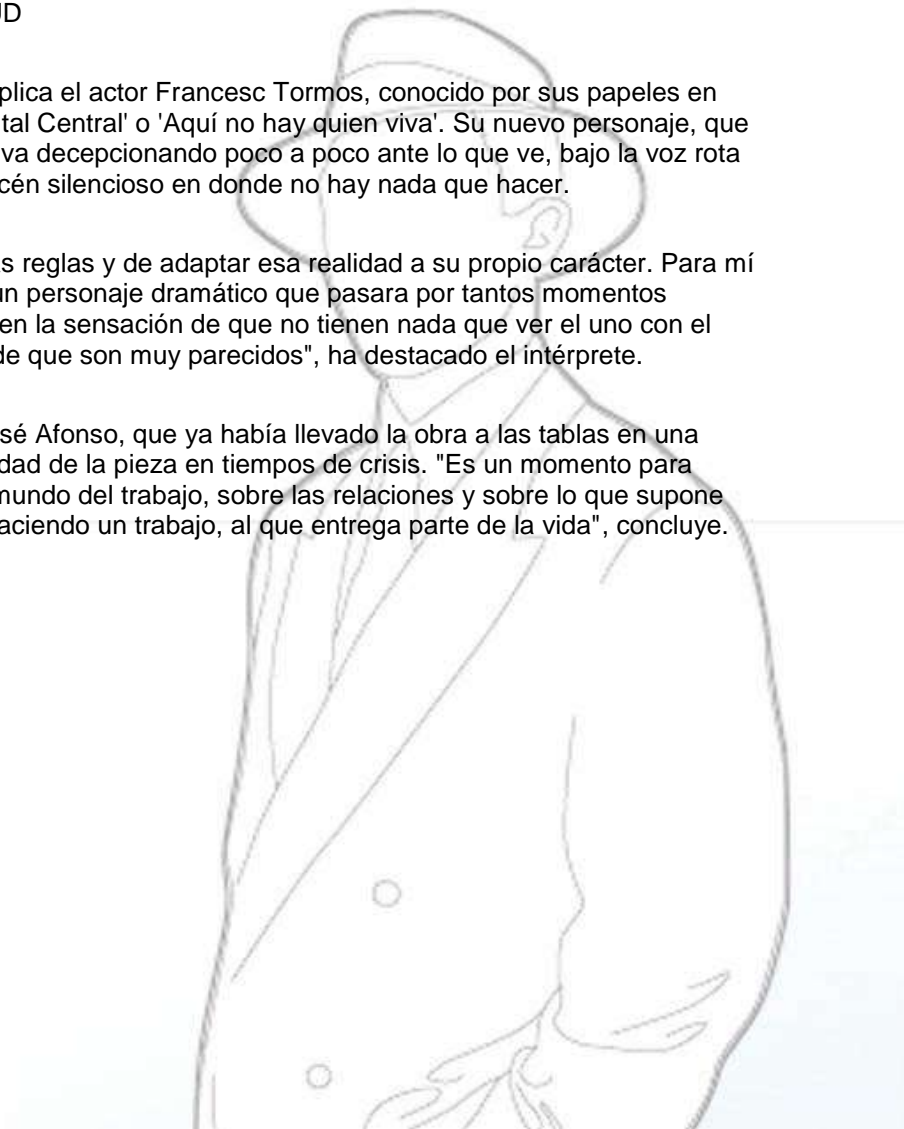 UD
plica el actor Francesc Tormos, conocido por sus papeles en
tal Central' o 'Aquí no hay quien viva'. Su nuevo personaje, que
va decepcionando poco a poco ante lo que ve, bajo la voz rota
cén silencioso en donde no hay nada que hacer.
s reglas y de adaptar esa realidad a su propio carácter. Para mí
un personaje dramático que pasara por tantos momentos
en la sensación de que no tienen nada que ver el uno con el
de que son muy parecidos", ha destacado el intérprete.
sé Afonso, que ya había llevado la obra a las tablas en una
dad de la pieza en tiempos de crisis. "Es un momento para
mundo del trabajo, sobre las relaciones y sobre lo que supone
aciendo un trabajo, al que entrega parte de la vida", concluye.